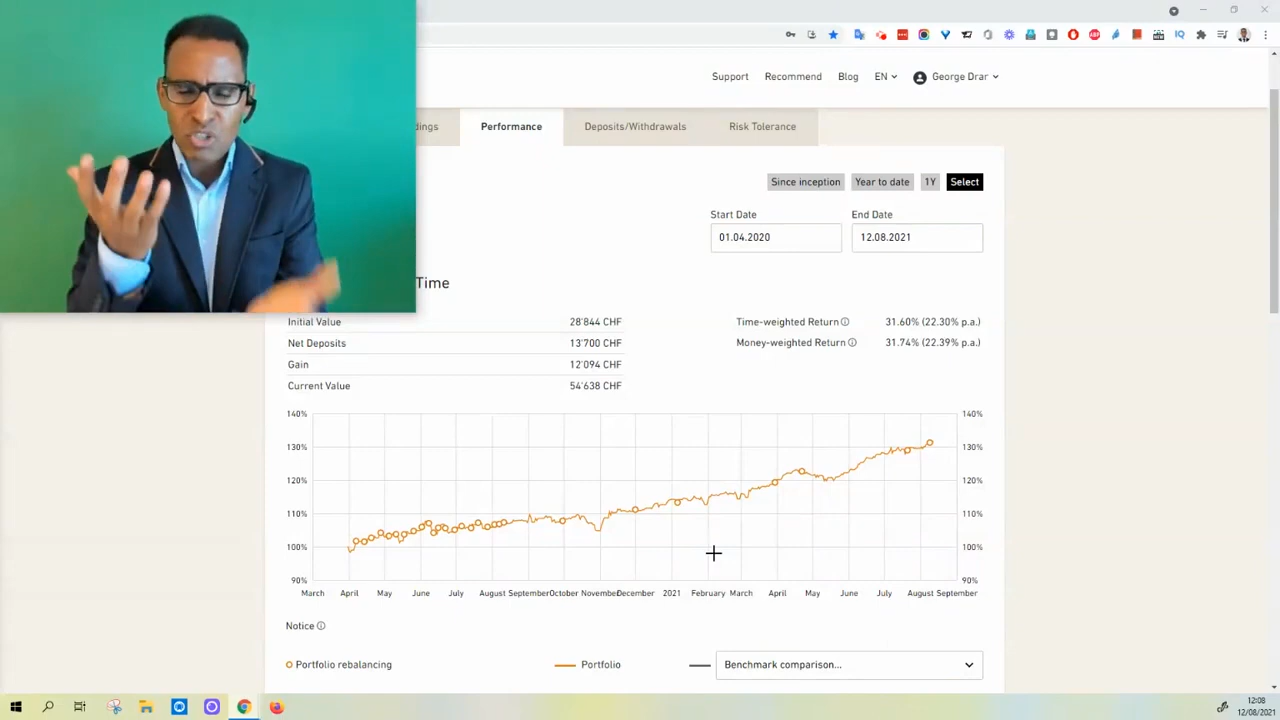 Support Recommend Blog EN George Drar
dings Performance Deposits/Withdrawals Risk Tolerance
Since inception Year to date 1Y Select
Start Date End Date
01.04.2020 12.08.2021
Time
Initial Value 28'844 CHF Time-weighted Return 31.60% (22.30% p.a.)
Net Deposits 13'700 CHF Money-weighted Return 31.74% (22.39% p.a.)
Gain 12'094 CHF
Current Value 54'638 CHF
140% 140%
130% 130%
120% 120%
110% 110%
100% 100%
90% 90%
March April May June July August September October November December 2021 February March April May June July August September
Notice
Portfolio rebalancing Portfolio Benchmark comparison...
12:08
12/08/2021